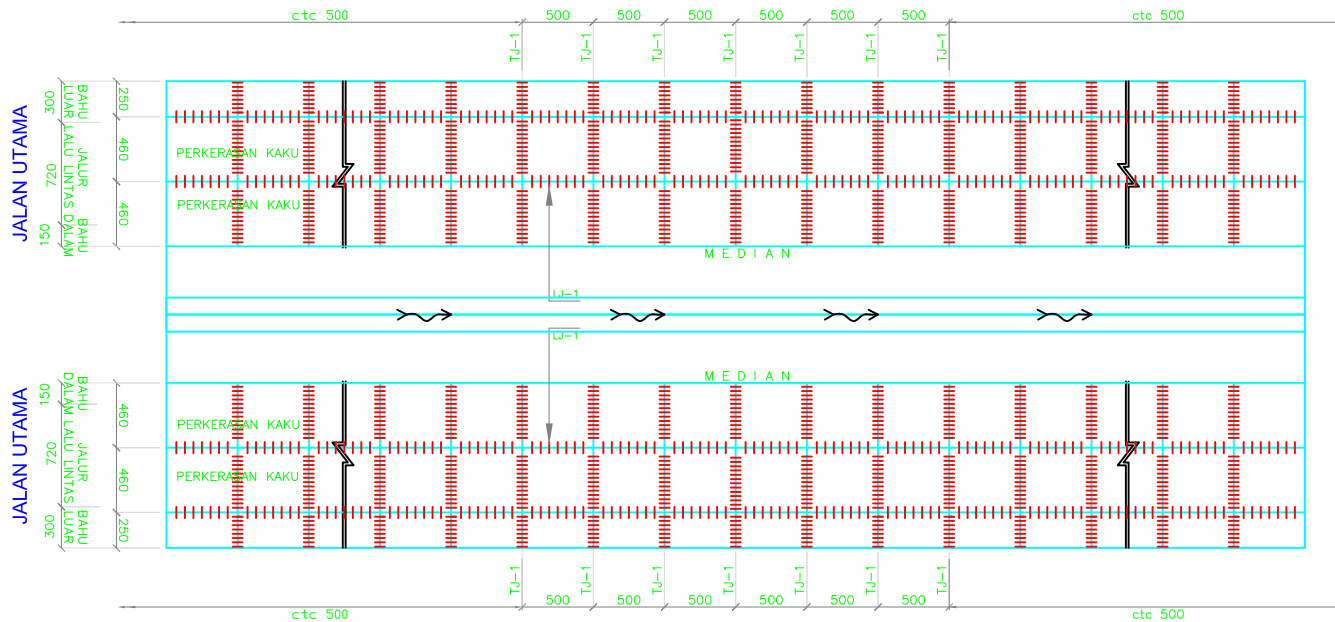 ctc 500
500
500
500
500
500
500
ctc 500
TJ-1
TJ-1
TJ-1
TJ-1
TJ-1
TJ-1
TJ-1
JALAN UTAMA
300
720
150
BAHU LUAR
JALUR LALU LINTAS
BAHU DALAM
250
460
460
PERKERASAN KAKU
PERKERASAN KAKU
MEDIAN
LJ-1
LJ-1
MEDIAN
JALAN UTAMA
150
720
300
BAHU DALAM
JALUR LALU LINTAS
BAHU LUAR
460
460
250
PERKERASAN KAKU
PERKERASAN KAKU
TJ-1
TJ-1
TJ-1
TJ-1
TJ-1
TJ-1
TJ-1
ctc 500
500
500
500
500
500
500
ctc 500